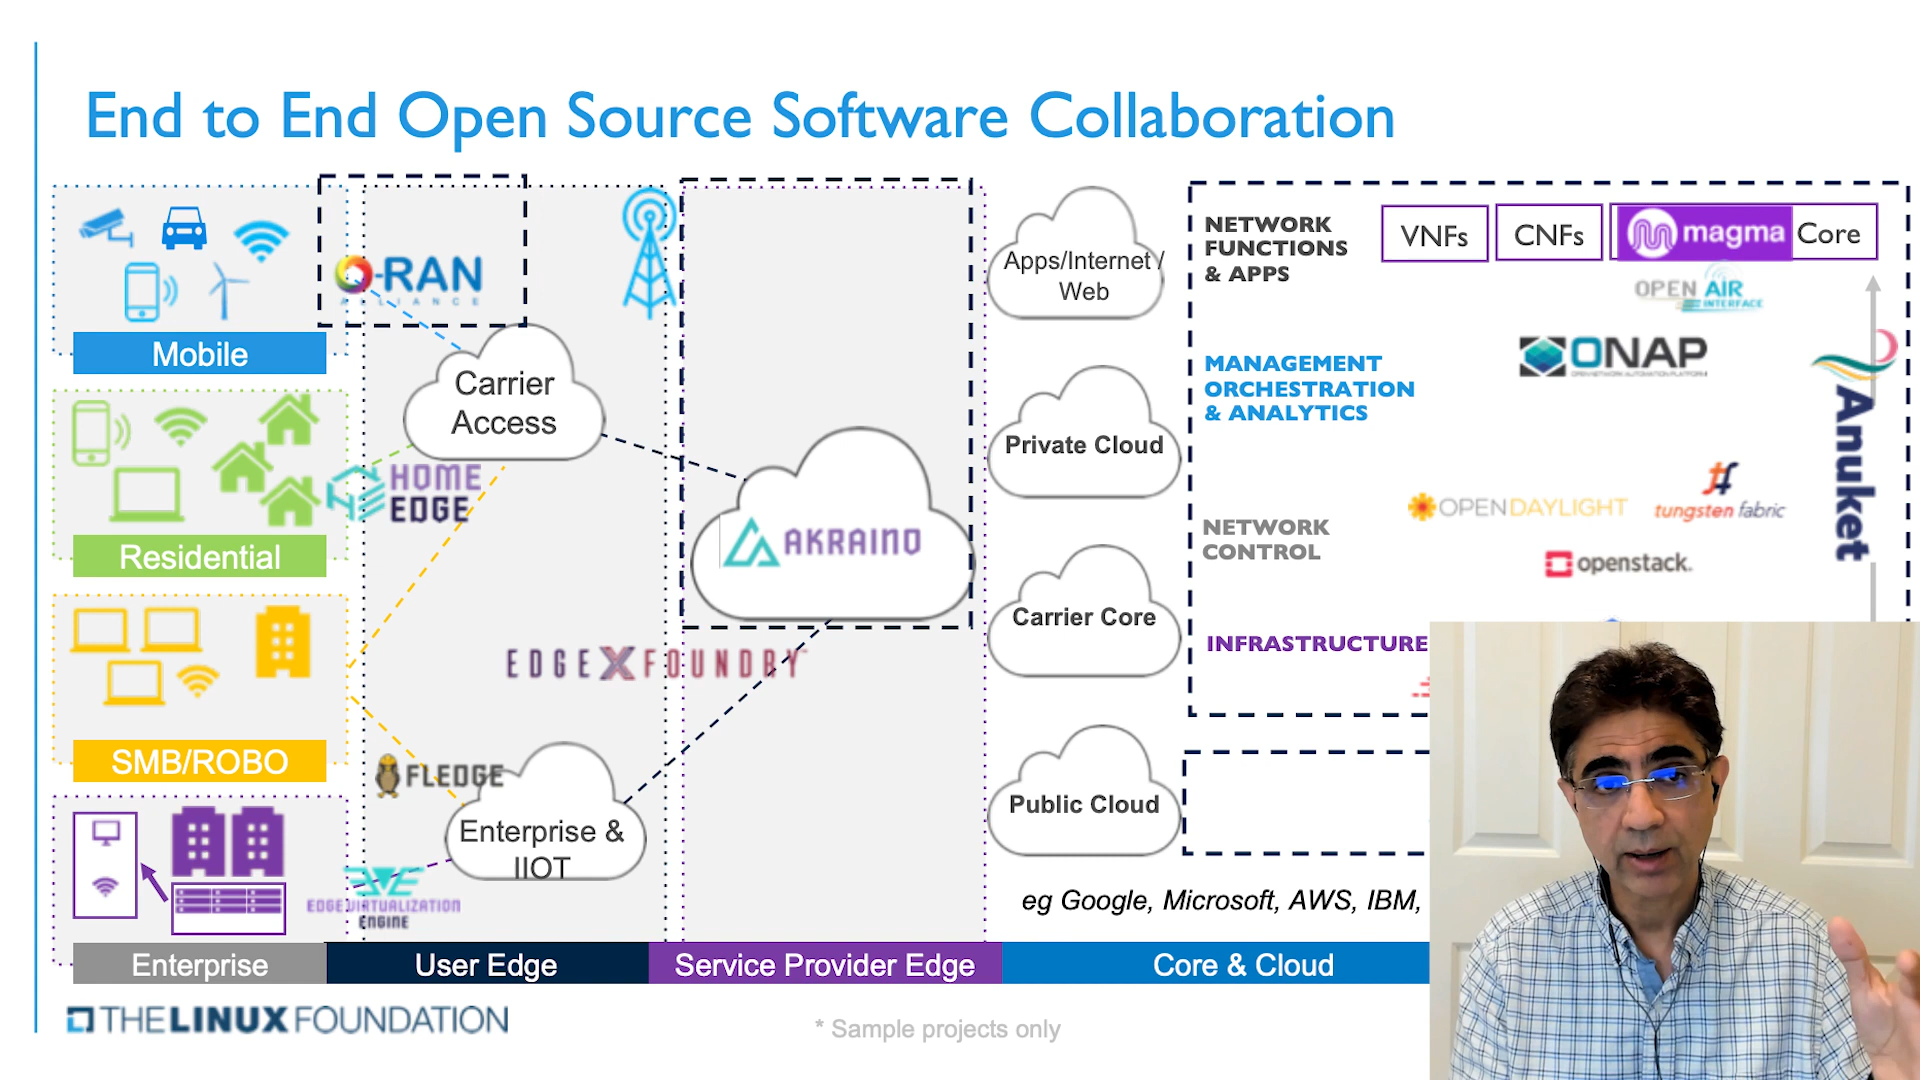 End to End Open Source Software Collaboration
O-RAN
ALLIANCE
Mobile
Carrier
Access
HOME
EDGE
Residential
SMB/ROBO
EDGE X FOUNDRY
FLEDGE
Enterprise &
IIOT
EDGE VIRTUALIZATION
ENGINE
AKRAINO
Apps/Internet /
Web
Private Cloud
Carrier Core
Public Cloud
eg Google, Microsoft, AWS, IBM,
NETWORK
FUNCTIONS
& APPS
VNFs
CNFs
magma Core
OPEN AIR
INTERFACE
MANAGEMENT
ORCHESTRATION
& ANALYTICS
ONAP
OPEN NETWORK AUTOMATION PLATFORM
Anuket
NETWORK
CONTROL
OPENDAYLIGHT
tungsten fabric
openstack.
INFRASTRUCTURE
Enterprise
User Edge
Service Provider Edge
Core & Cloud
THE LINUX FOUNDATION
* Sample projects only